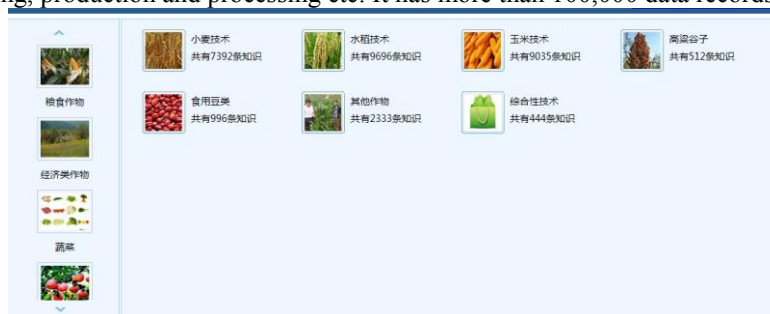 ng, production and processing etc. It has more than 100,000 data records
粮食作物
经济类作物
蔬菜
小麦技术
共有7392条知识
水稻技术
共有9696条知识
玉米技术
共有9035条知识
高粱谷子
共有512条知识
食用豆类
共有996条知识
其他作物
共有2333条知识
综合性技术
共有444条知识